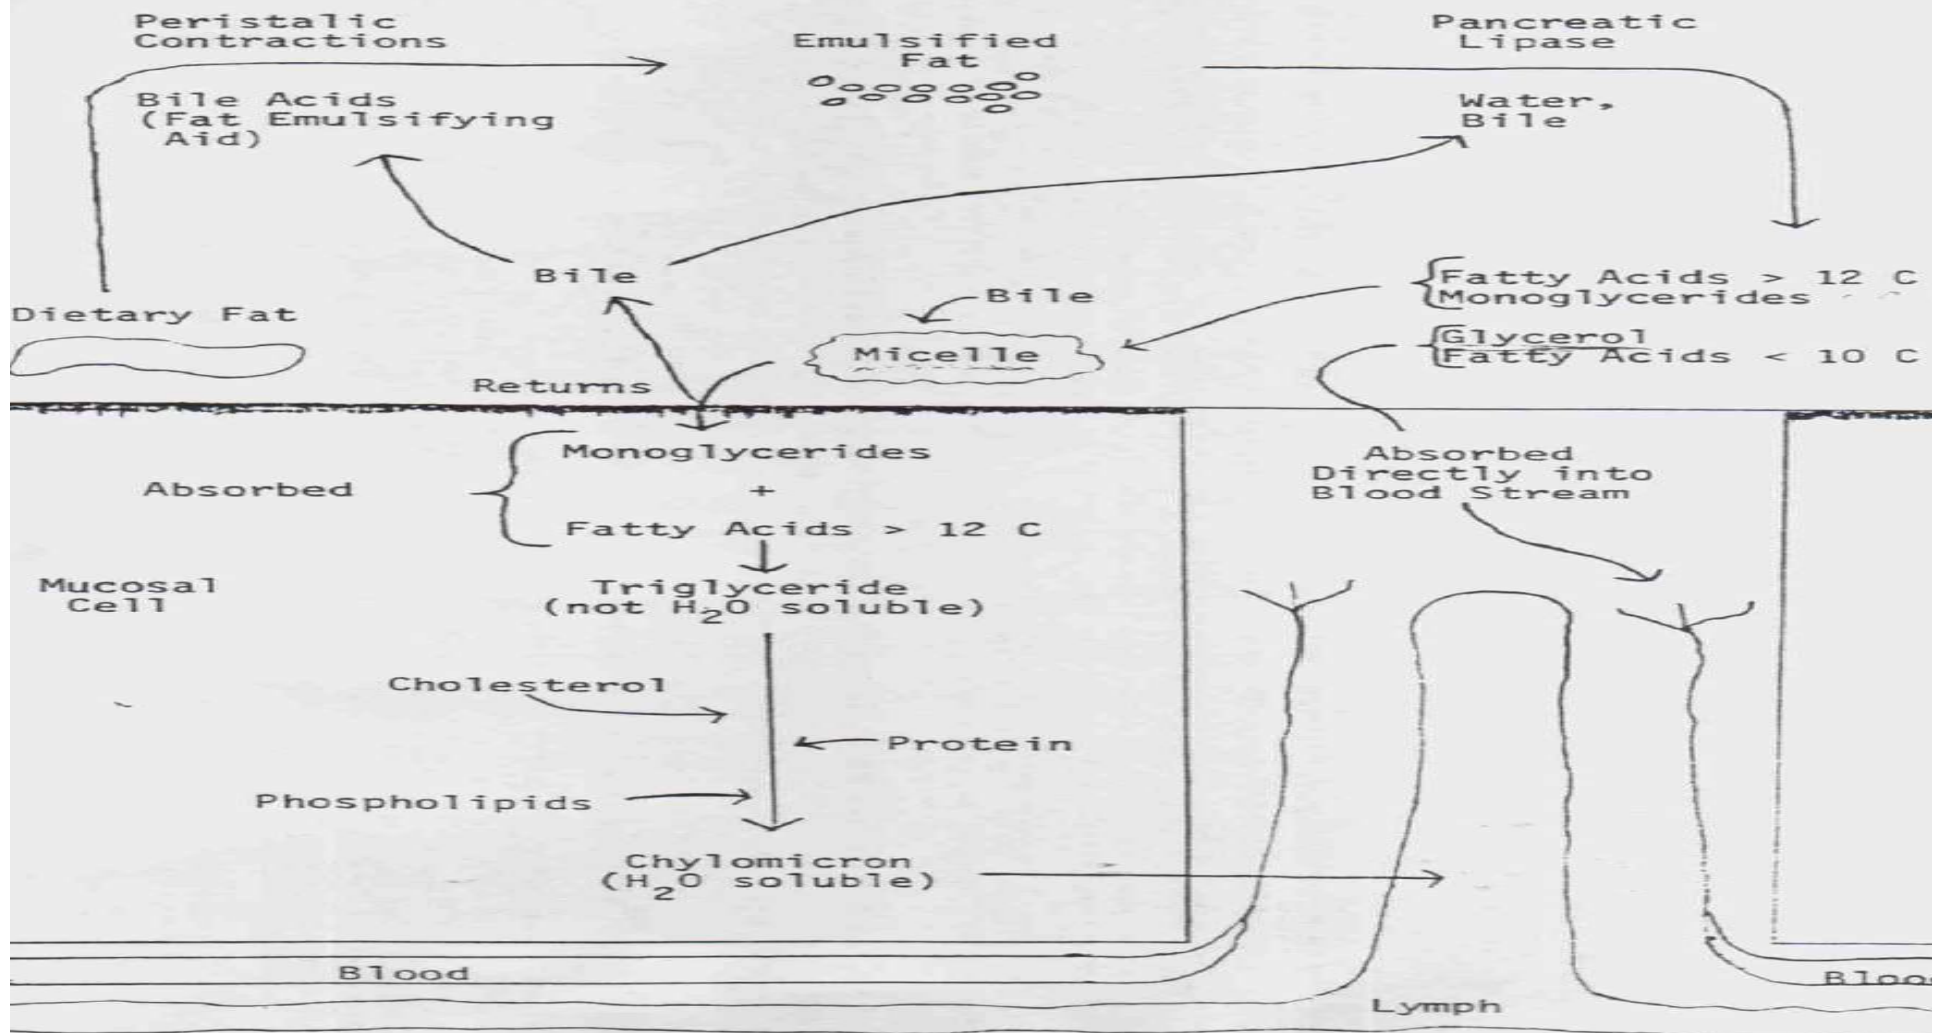 Peristalic
Contractions
Emulsified
Fat
Pancreatic
Lipase
Bile Acids
(Fat Emulsifying
Aid)
Water,
Bile
Bile
Bile
Fatty Acids > 12 C
Monoglycerides
Dietary Fat
Glycerol
Fatty Acids < 10 C
Micelle
Returns
Monoglycerides
+
Fatty Acids > 12 C
Absorbed
Absorbed
Directly into
Blood Stream
Mucosal
Cell
Triglyceride
(not H2O soluble)
Cholesterol
Protein
Phospholipids
Chylomicron
(H2O soluble)
Blood
Lymph
Bloo